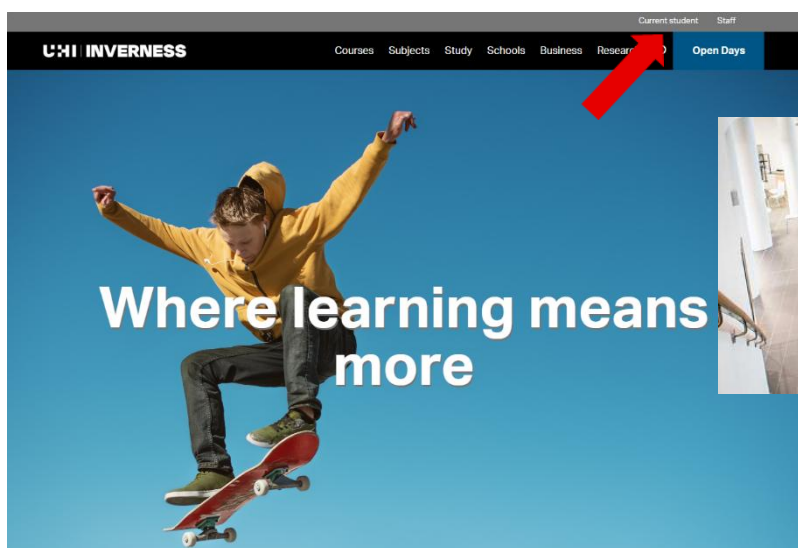 Current student Staff
UHI INVERNESS
Courses Subjects Study Schools Business Open Days
Where learning means
more